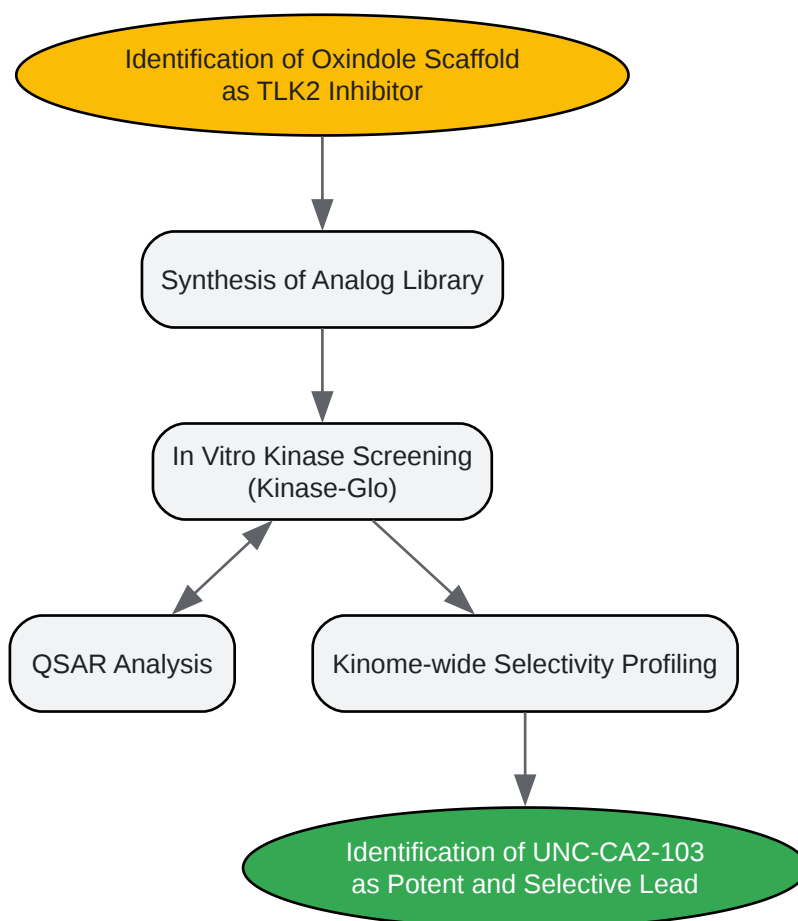 Identification of Oxindole Scaffold
as TLK2 Inhibitor
Synthesis of Analog Library
In Vitro Kinase Screening
(Kinase-Glo)
QSAR Analysis
Kinome-wide Selectivity Profiling
Identification of UNC-CA2-103
as Potent and Selective Lead